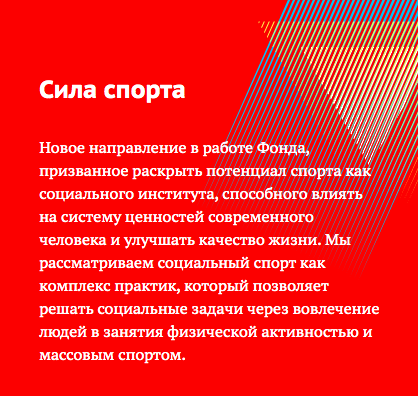 Сила спорта
Новое направление в работе Фонда,
призванное раскрыть потенциал спорта как
социального института, способного влиять
на систему ценностей современного
человека и улучшать качество жизни. Мы
рассматриваем социальный спорт как
комплекс практик, который позволяет
решать социальные задачи через вовлечение
людей в занятия физической активностью и
массовым спортом.